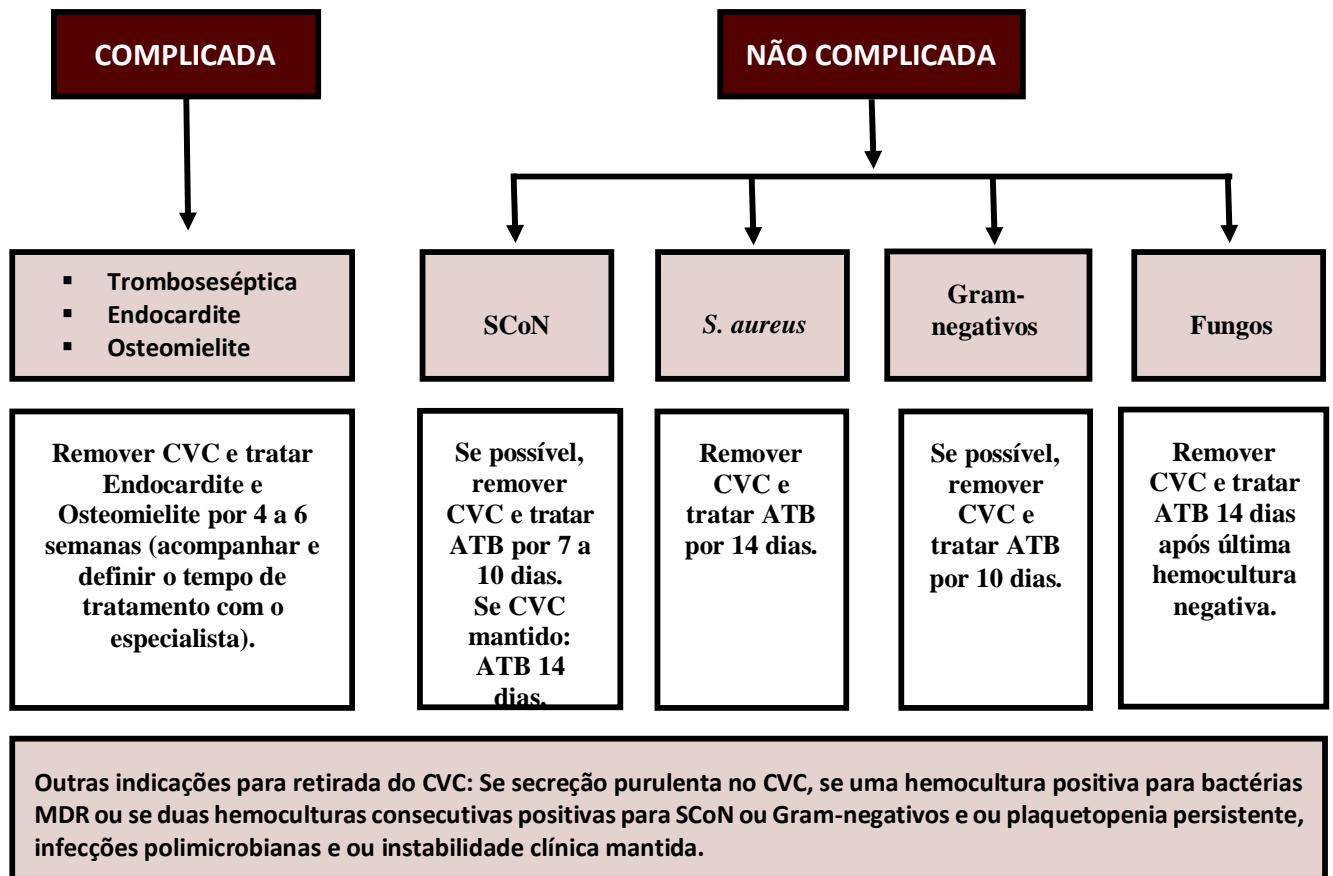 COMPLICADA
NÃO COMPLICADA
▪ Tromboseséptica
▪ Endocardite
▪ Osteomielite
SCoN
S. aureus
Gram-
negativos
Fungos
Remover CVC e tratar
Endocardite e
Osteomielite por 4 a 6
semanas (acompanhar e
definir o tempo de
tratamento com o
especialista).
Se possível,
remover
CVC e tratar
ATB por 7 a
10 dias.
Se CVC
mantido:
ATB 14
dias.
Remover
CVC e
tratar ATB
por 14 dias.
Se possível,
remover
CVC e
tratar ATB
por 10 dias.
Remover
CVC e tratar
ATB 14 dias
após última
hemocultura
negativa.
Outras indicações para retirada do CVC: Se secreção purulenta no CVC, se uma hemocultura positiva para bactérias
MDR ou se duas hemoculturas consecutivas positivas para SCoN ou Gram-negativos e ou plaquetopenia persistente,
infecções polimicrobianas e ou instabilidade clínica mantida.